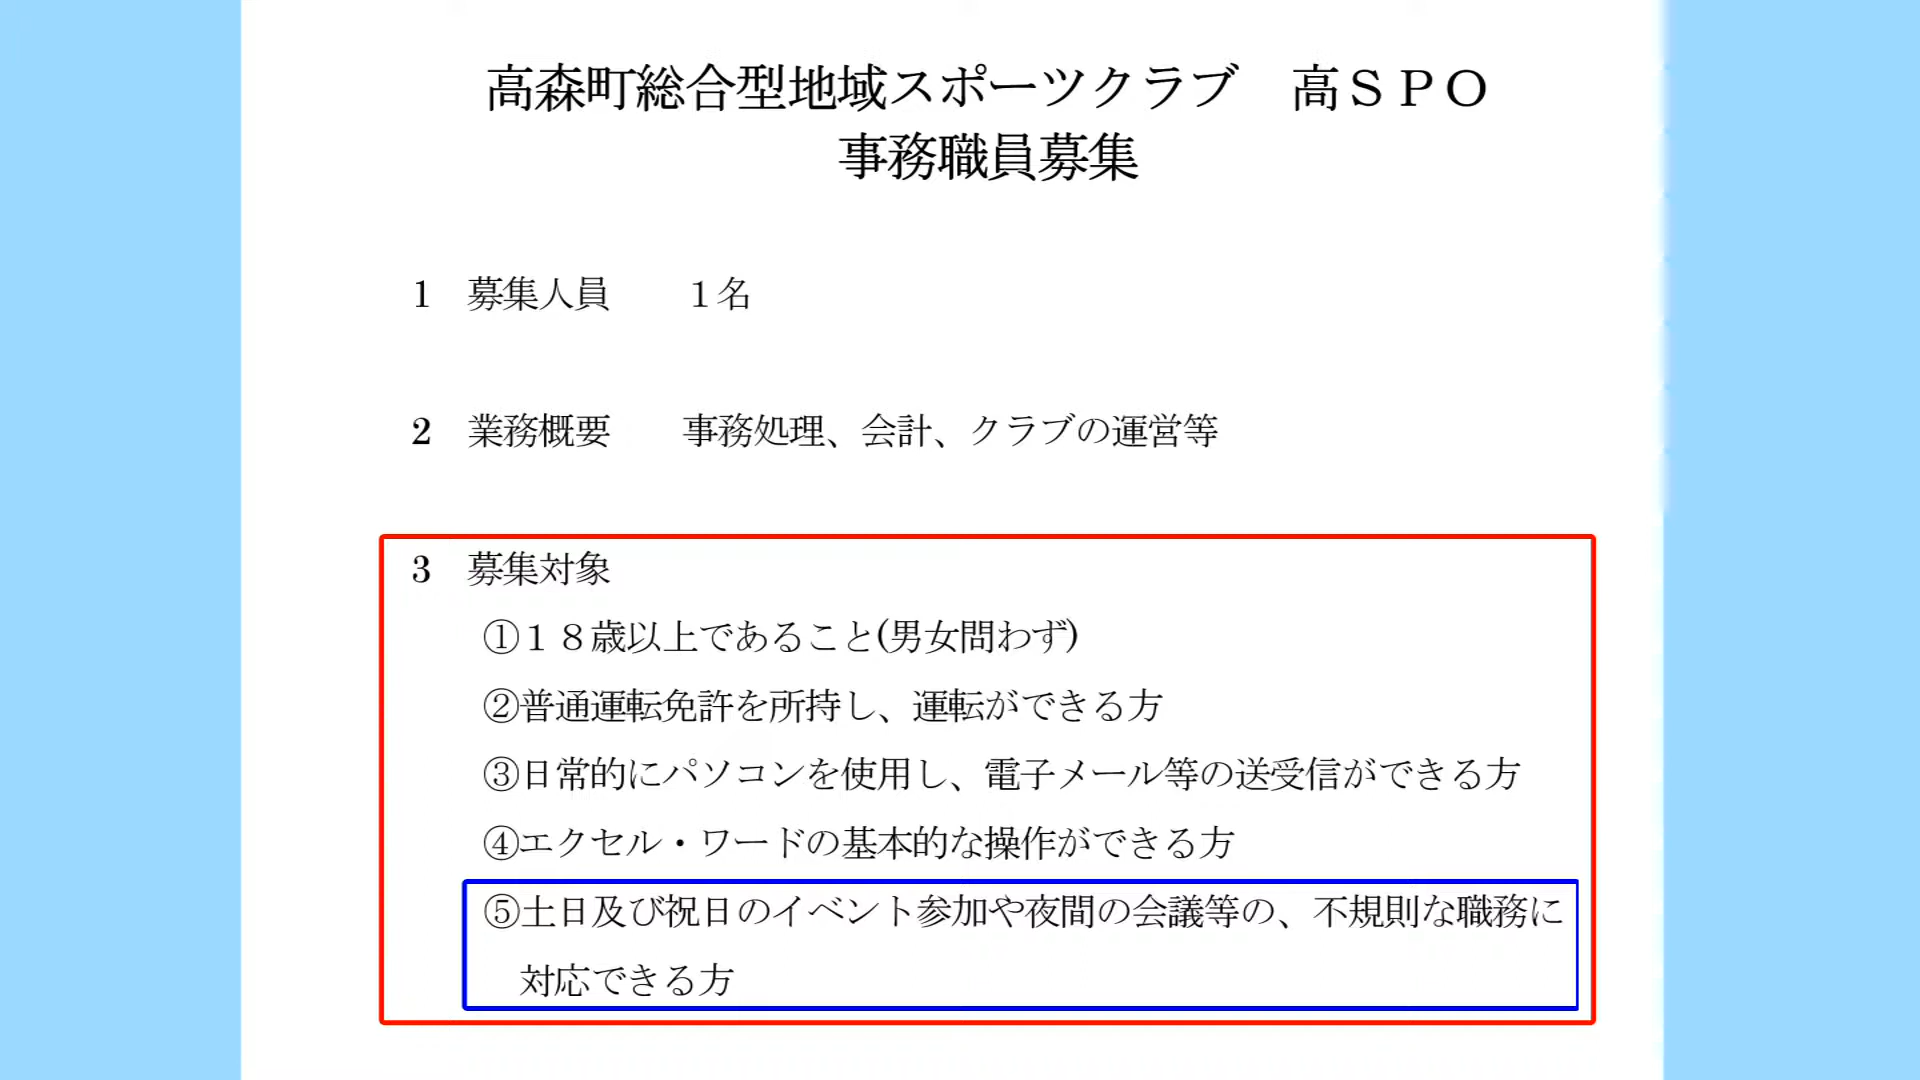 高森町総合型地域スポーツクラブ　高ＳＰＯ
事務職員募集
1　募集人員　　１名
2　業務概要　　事務処理、会計、クラブの運営等
3　募集対象
①１８歳以上であること(男女問わず)
②普通運転免許を所持し、運転ができる方
③日常的にパソコンを使用し、電子メール等の送受信ができる方
④エクセル・ワードの基本的な操作ができる方
⑤土日及び祝日のイベント参加や夜間の会議等の、不規則な職務に
対応できる方